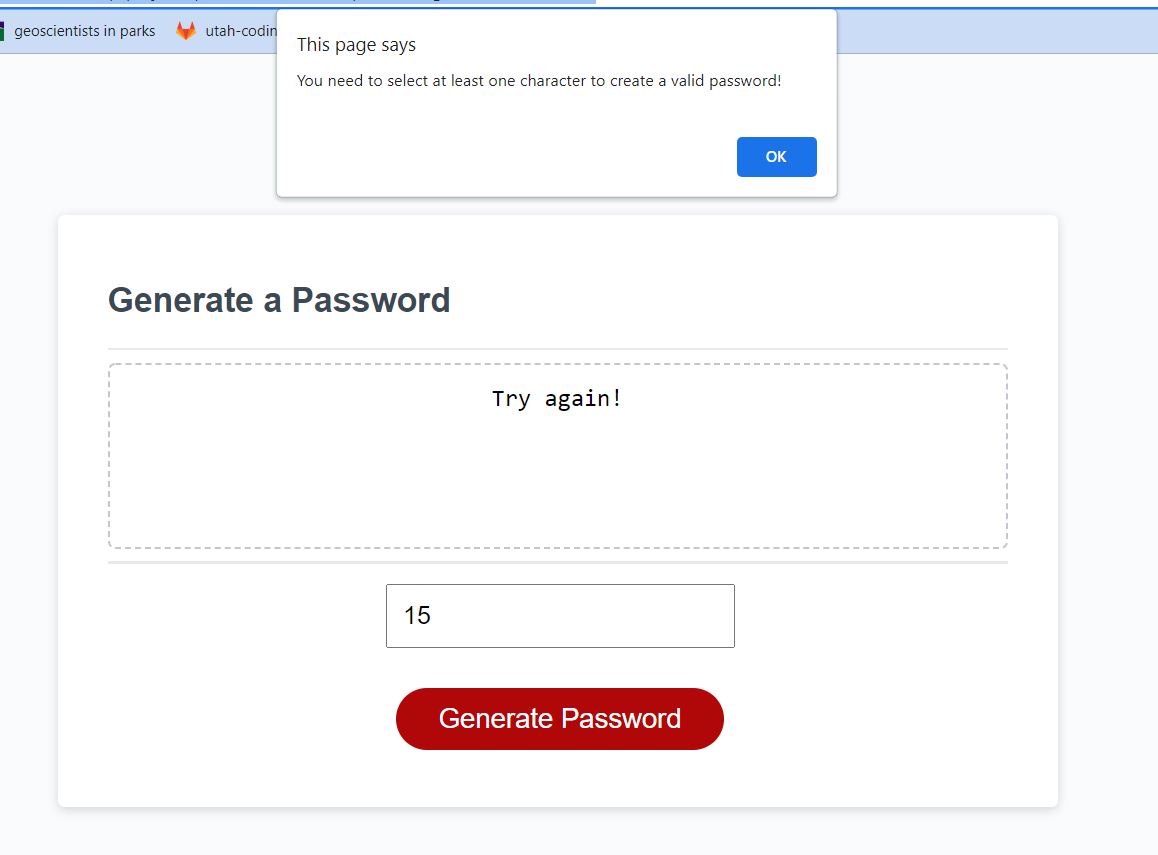 geoscientists in parks utah-codin
This page says
You need to select at least one character to create a valid password!
OK
Generate a Password
Try again!
15
Generate Password